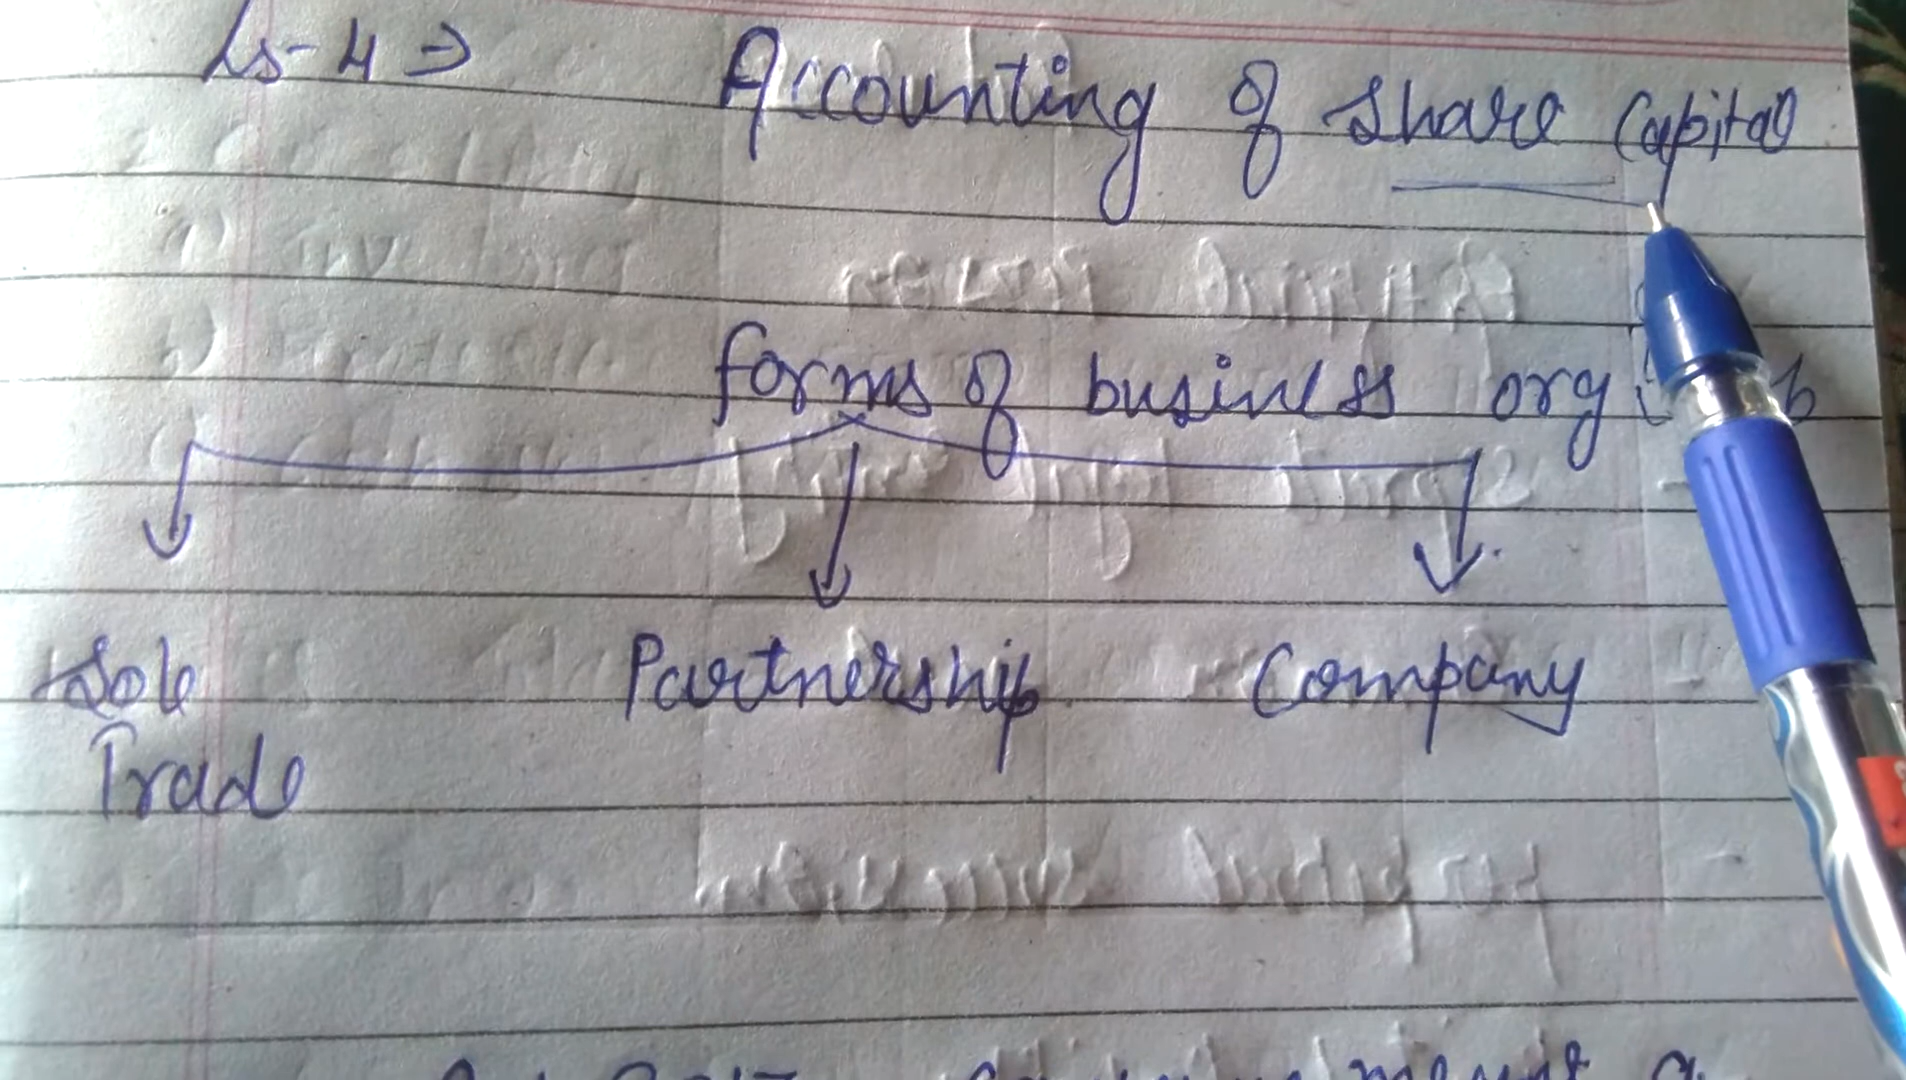 Ls-4 ⇒ Accounting of Share Capital
forms of business org
Sole Partnership Company
Trade